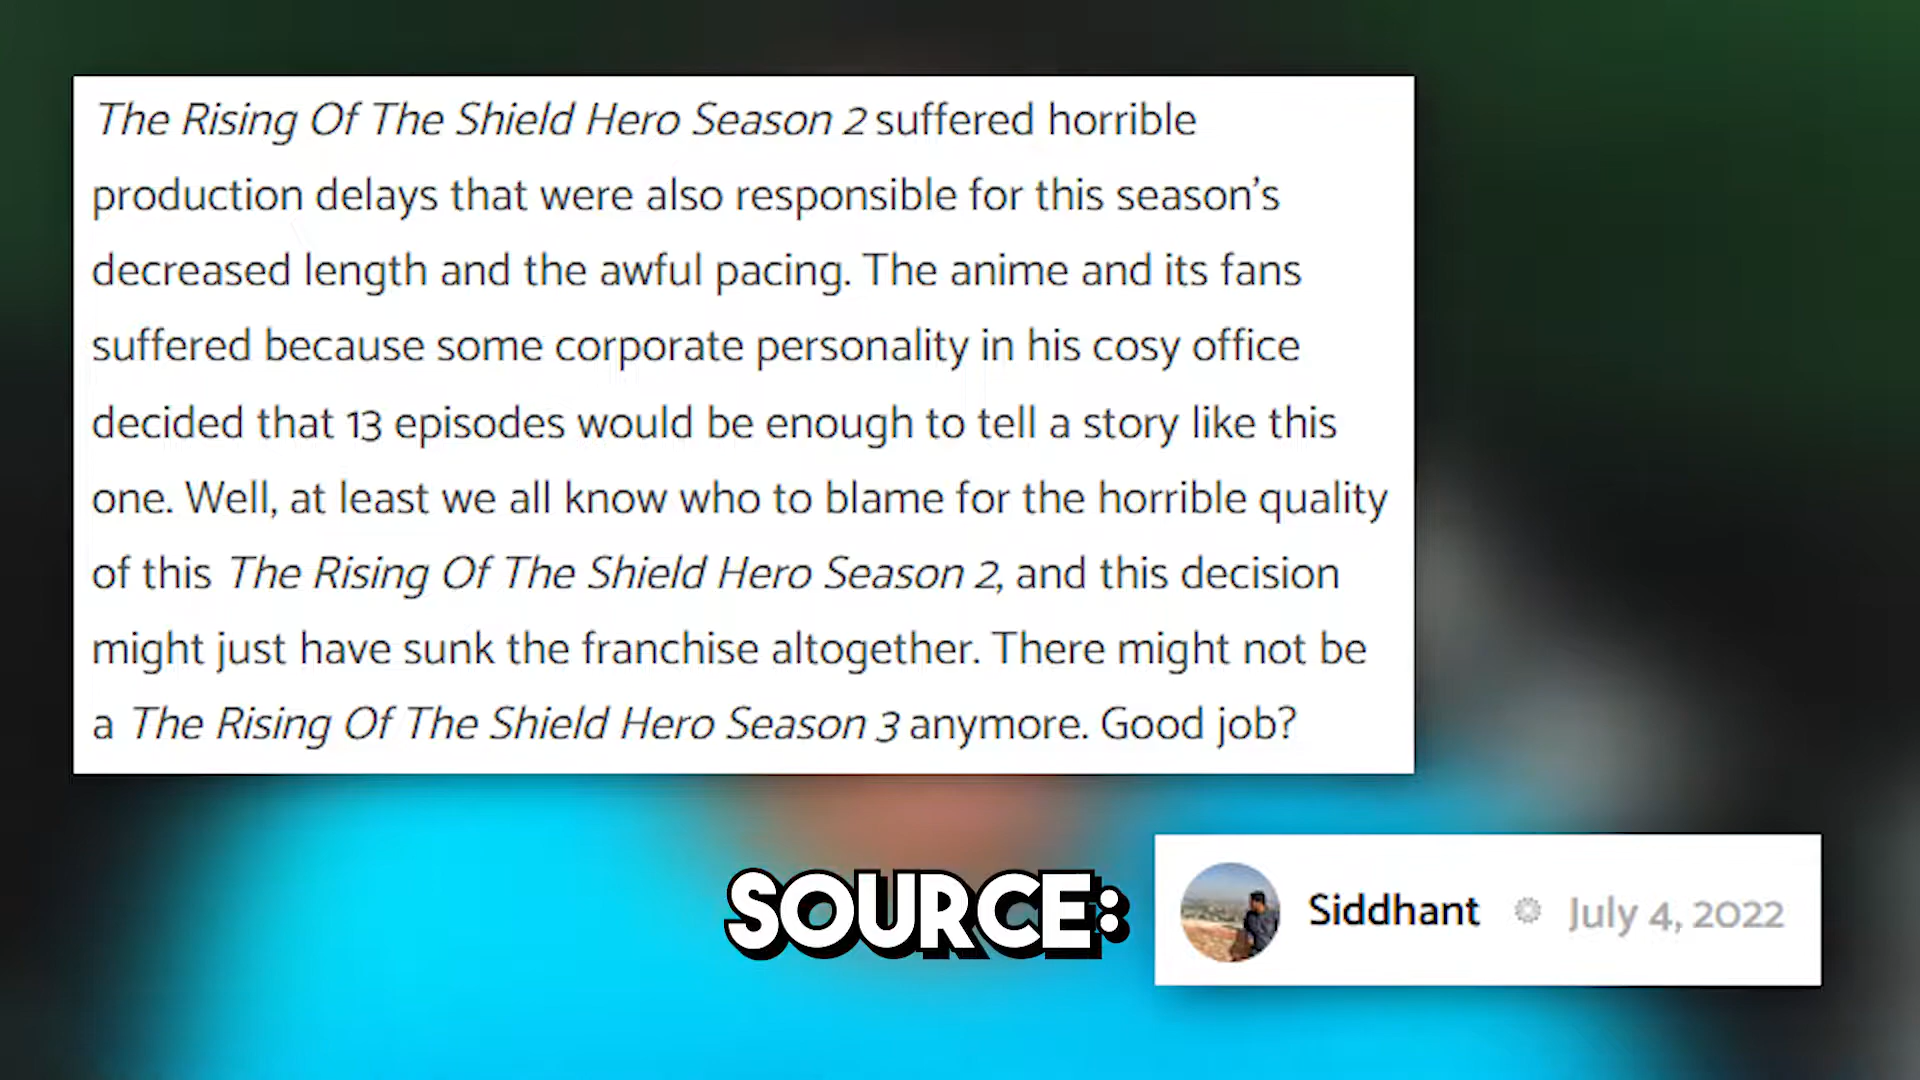 The Rising Of The Shield Hero Season 2 suffered horrible
production delays that were also responsible for this season’s
decreased length and the awful pacing. The anime and its fans
suffered because some corporate personality in his cosy office
decided that 13 episodes would be enough to tell a story like this
one. Well, at least we all know who to blame for the horrible quality
of this The Rising Of The Shield Hero Season 2, and this decision
might just have sunk the franchise altogether. There might not be
a The Rising Of The Shield Hero Season 3 anymore. Good job?
SOURCE:
Siddhant July 4, 2022